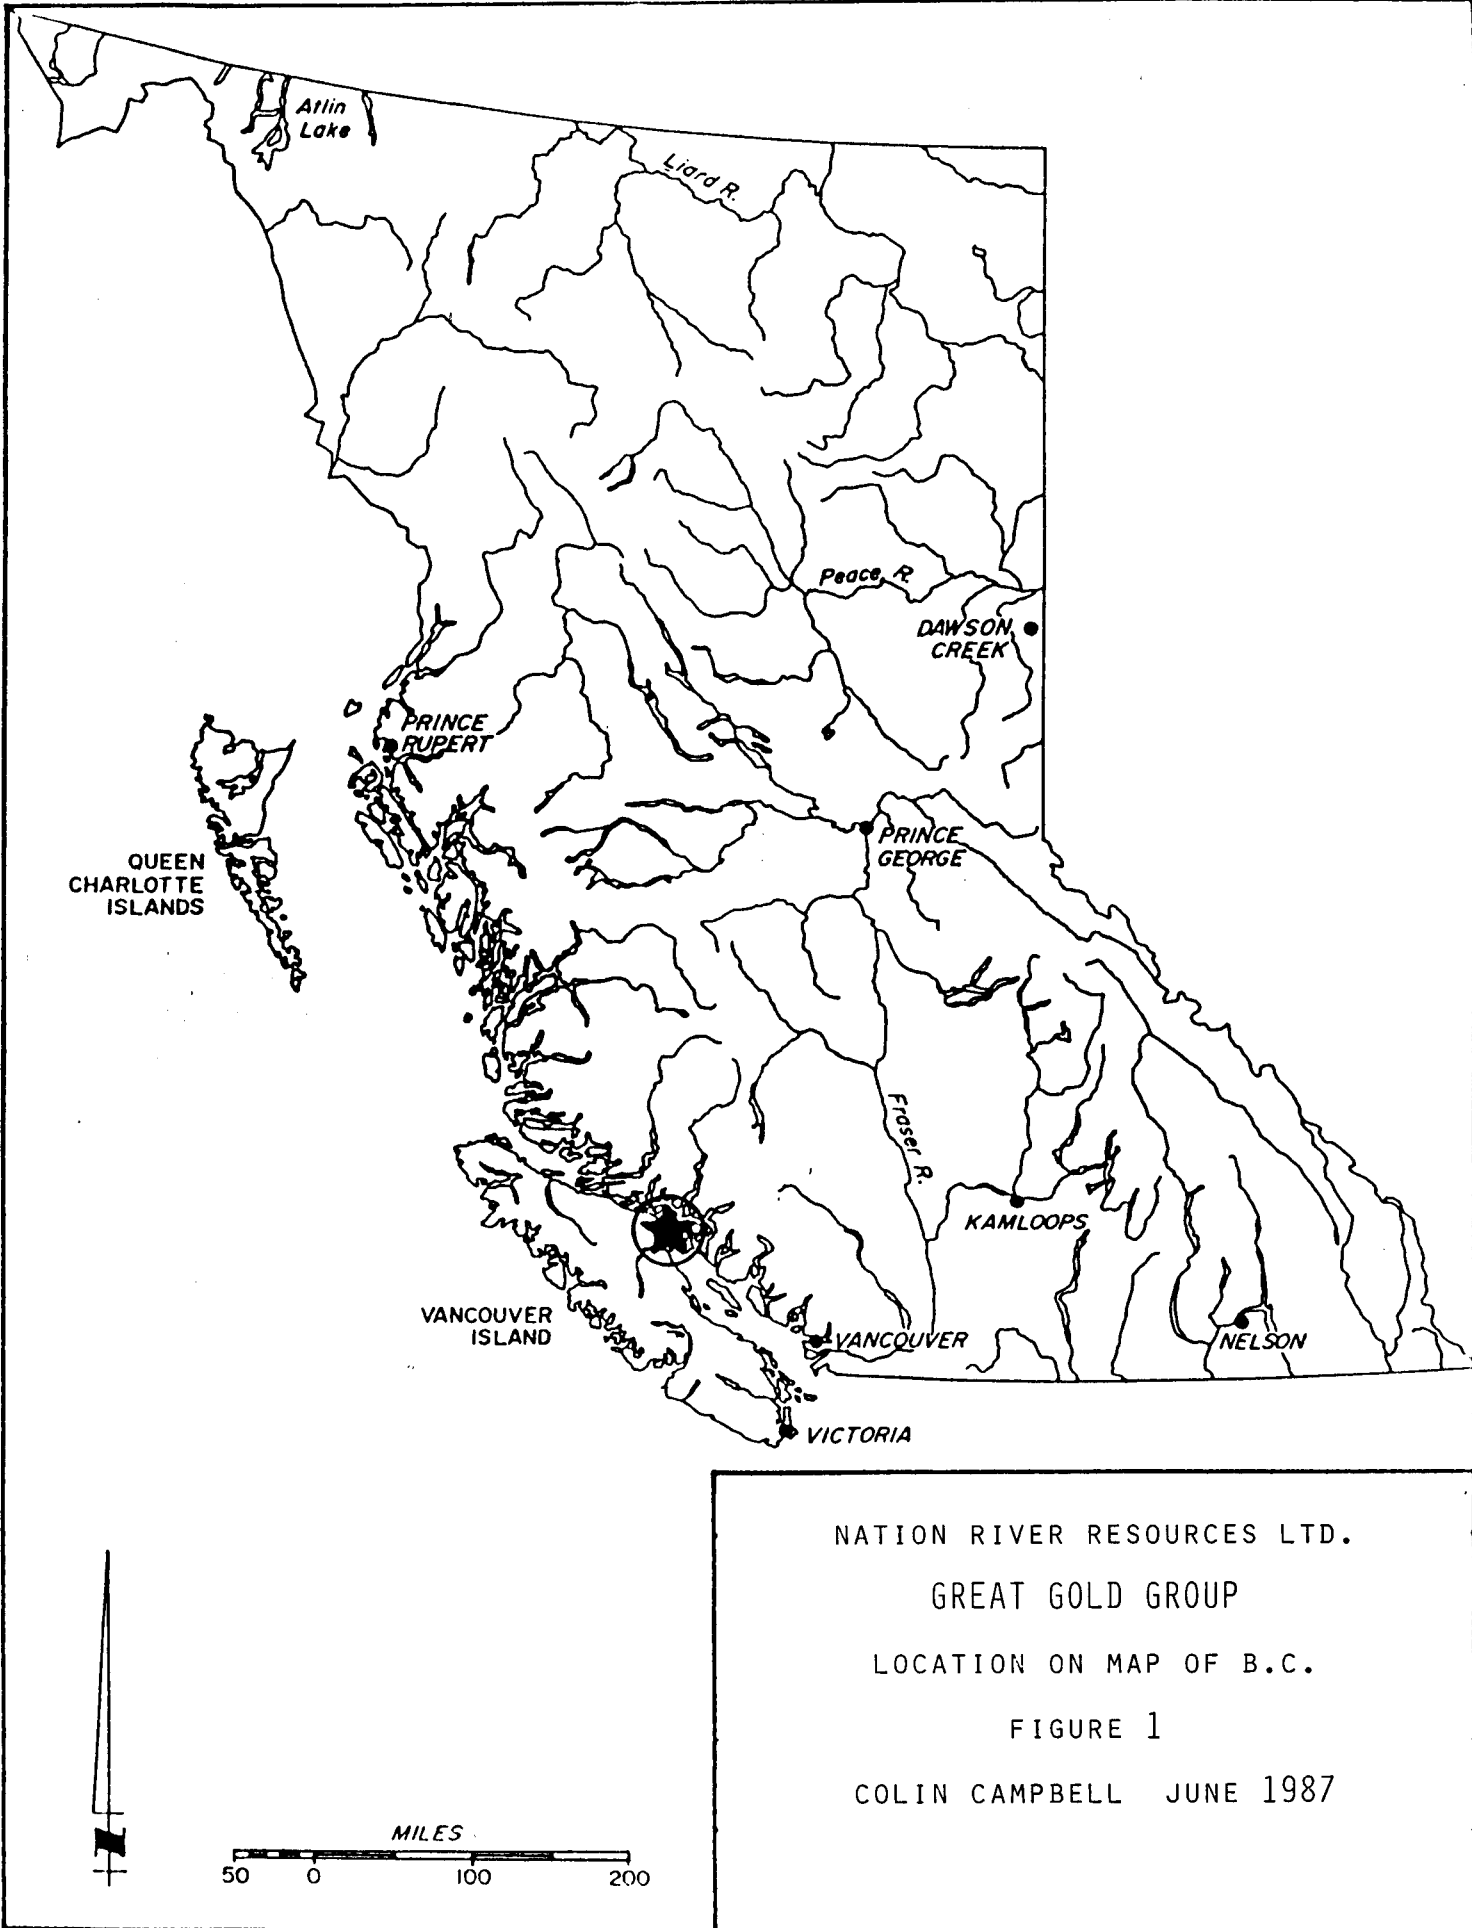 Atlin
Lake
Liard R.
Peace R.
DAWSON
CREEK
PRINCE
RUPERT
PRINCE
GEORGE
QUEEN
CHARLOTTE
ISLANDS
Fraser R.
KAMLOOPS
VANCOUVER
ISLAND
VANCOUVER
NELSON
VICTORIA
NATION RIVER RESOURCES LTD.
GREAT GOLD GROUP
LOCATION ON MAP OF B.C.
FIGURE 1
COLIN CAMPBELL JUNE 1987
N
MILES
50 0 100 200